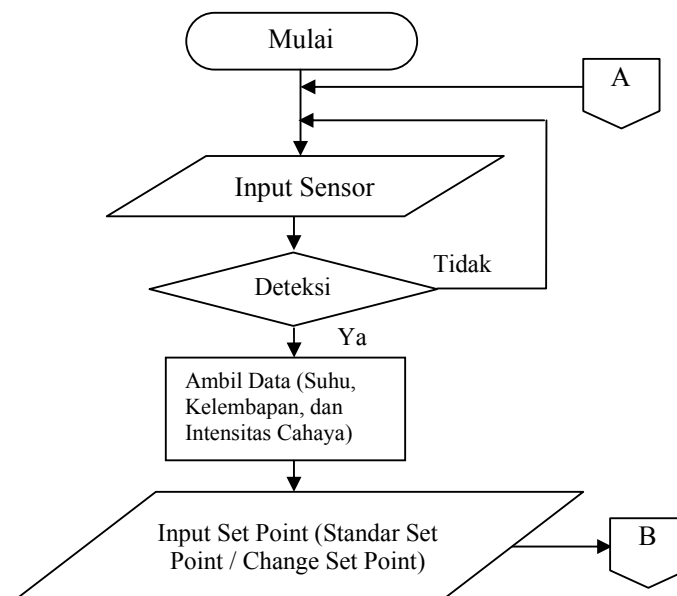 Mulai
A
Input Sensor
Tidak
Deteksi
Ya
Ambil Data (Suhu,
Kelembapan, dan
Intensitas Cahaya)
Input Set Point (Standar Set
Point / Change Set Point)
B